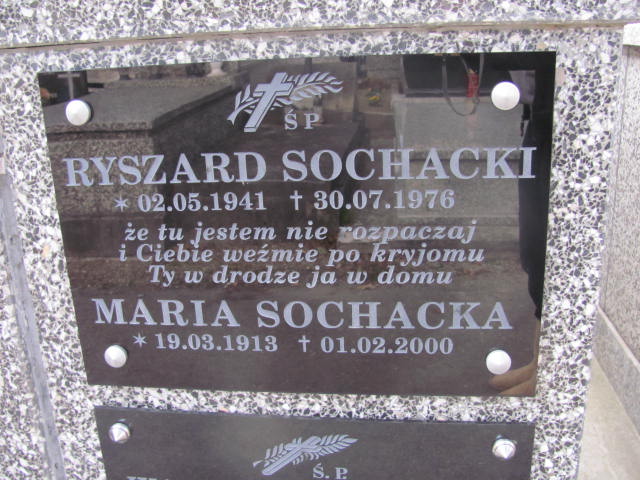 ŚP
RYSZARD SOCHACKI
* 02.05.1941 † 30.07.1976
że tu jestem nie rozpaczaj
i Ciebie weźmie po kryjomu
Ty w drodze ja w domu
MARIA SOCHACKA
* 19.03.1913 † 01.02.2000
Ś.P.